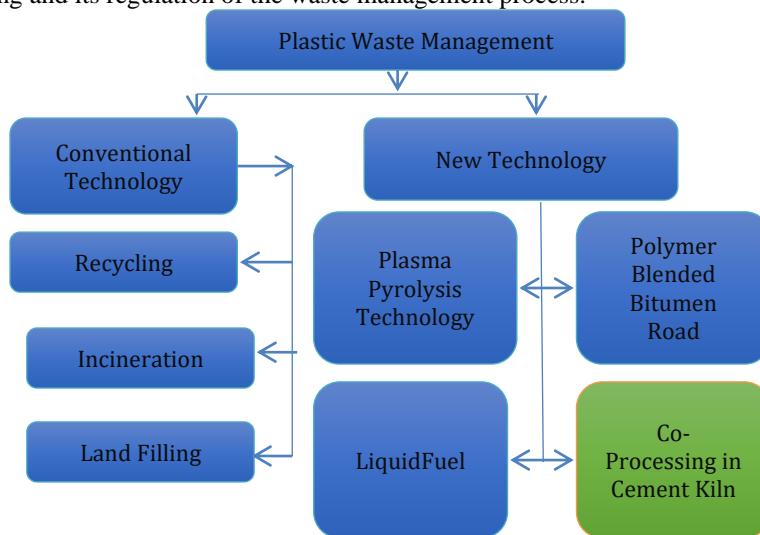 ng and its regulation of the waste management process.
Plastic Waste Management
Conventional
Technology
New Technology
Recycling
Plasma
Pyrolysis
Technology
Polymer
Blended
Bitumen
Road
Incineration
Land Filling
LiquidFuel
Co-
Processing in
Cement Kiln